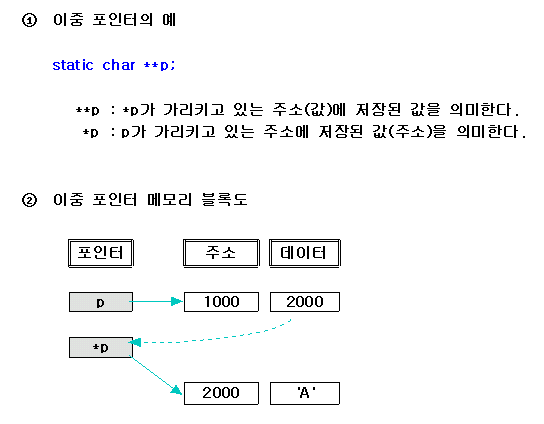 ① 이중 포인터의 예
static char **p;
**p : *p가 가리키고 있는 주소(값)에 저장된 값을 의미한다.
*p : p가 가리키고 있는 주소에 저장된 값(주소)을 의미한다.
② 이중 포인터 메모리 블록도
포인터 주소 데이터
p 1000 2000
*p
2000 'A'